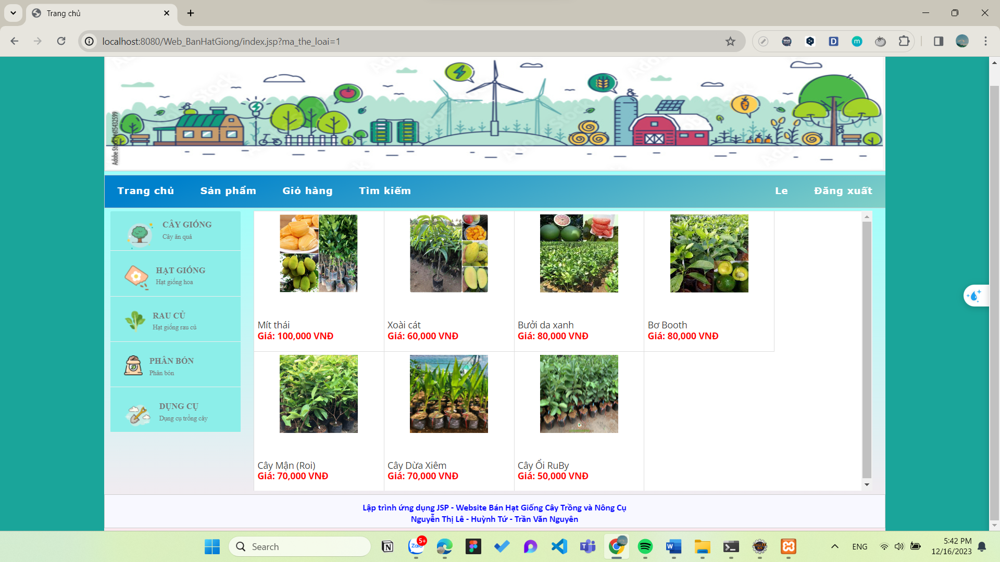 Trang chủ
localhost:8080/Web_BanHatGiong/index.jsp?ma_the_loai=1
Adobe Stock | #615432599
Trang chủ Sản phẩm Giỏ hàng Tìm kiếm Le Đăng xuất
CÂY GIỐNG
Cây ăn quả
HẠT GIỐNG
Hạt giống hoa
RAU CỦ
Hạt giống rau củ
PHÂN BÓN
Phân bón
DỤNG CỤ
Dụng cụ trồng cây
Mít thái
Giá: 100,000 VNĐ
Xoài cát
Giá: 60,000 VNĐ
Bưởi da xanh
Giá: 80,000 VNĐ
Bơ Booth
Giá: 80,000 VNĐ
Cây Mận (Roi)
Giá: 70,000 VNĐ
Cây Dừa Xiêm
Giá: 70,000 VNĐ
Cây Ổi RuBy
Giá: 50,000 VNĐ
Lập trình ứng dụng JSP - Website Bán Hạt Giống Cây Trồng và Nông Cụ
Nguyễn Thị Lê - Huỳnh Tứ - Trần Văn Nguyên
Search
5+
Zalo
ENG
5:42 PM
12/16/2023